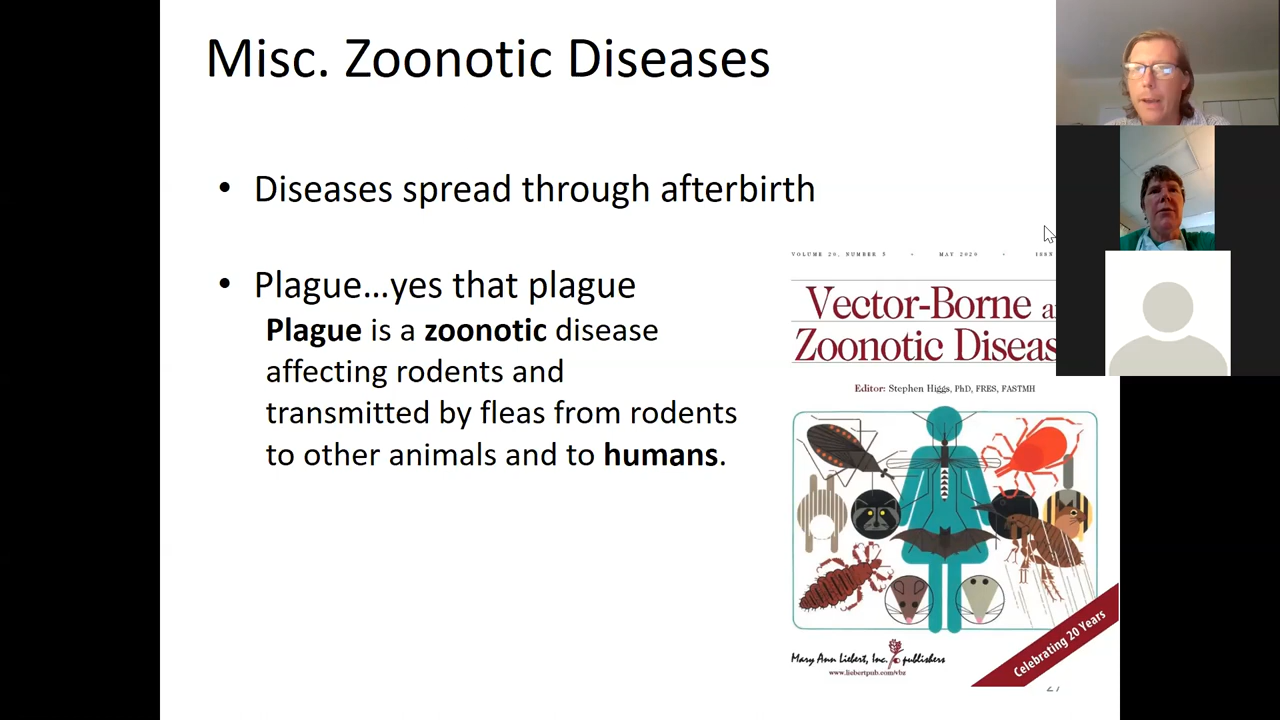 Misc. Zoonotic Diseases
• Diseases spread through afterbirth
• Plague...yes that plague
Plague is a zoonotic disease
affecting rodents and
transmitted by fleas from rodents
to other animals and to humans.
VOLUME 20, NUMBER 5 • MAY 2020 • ISSN
Vector-Borne a
Zoonotic Diseas
Editor: Stephen Higgs, PhD, FRES, FASTMH
Celebrating 20 Years
Mary Ann Liebert, Inc. publishers
www.liebertpub.com/vbz